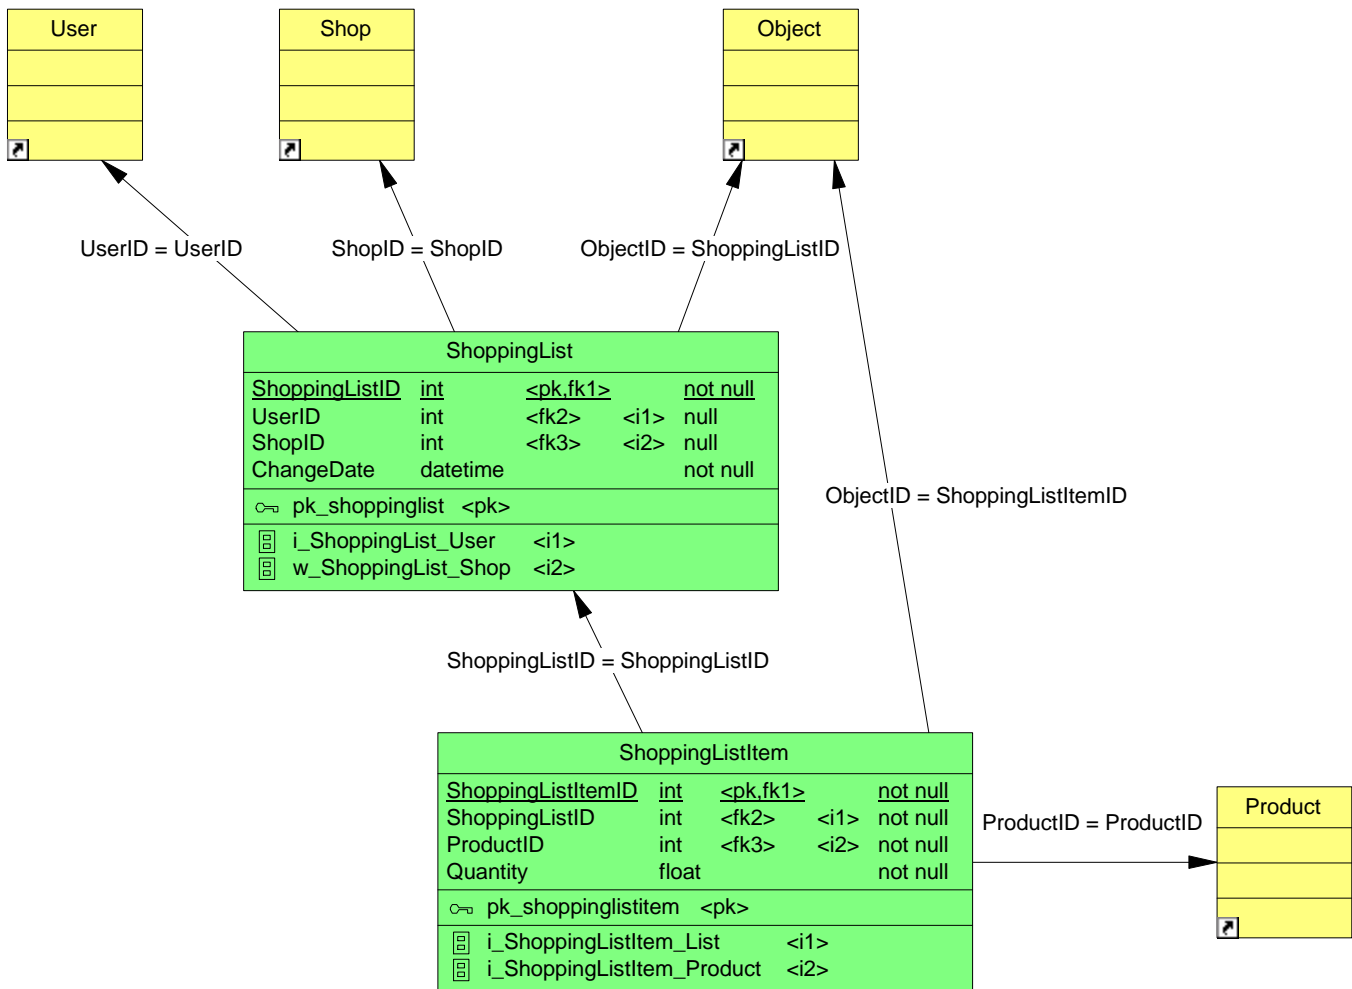 User
Shop
Object
UserID = UserID
ShopID = ShopID
ObjectID = ShoppingListID
ShoppingList
ShoppingListID int <pk,fk1> not null
UserID int <fk2> <i1> null
ShopID int <fk3> <i2> null
ChangeDate datetime not null
pk_shoppinglist <pk>
i_ShoppingList_User <i1>
w_ShoppingList_Shop <i2>
ObjectID = ShoppingListItemID
ShoppingListID = ShoppingListID
ShoppingListItem
ShoppingListItemID int <pk,fk1> not null
ShoppingListID int <fk2> <i1> not null
ProductID int <fk3> <i2> not null
Quantity float not null
pk_shoppinglistitem <pk>
i_ShoppingListItem_List <i1>
i_ShoppingListItem_Product <i2>
ProductID = ProductID
Product